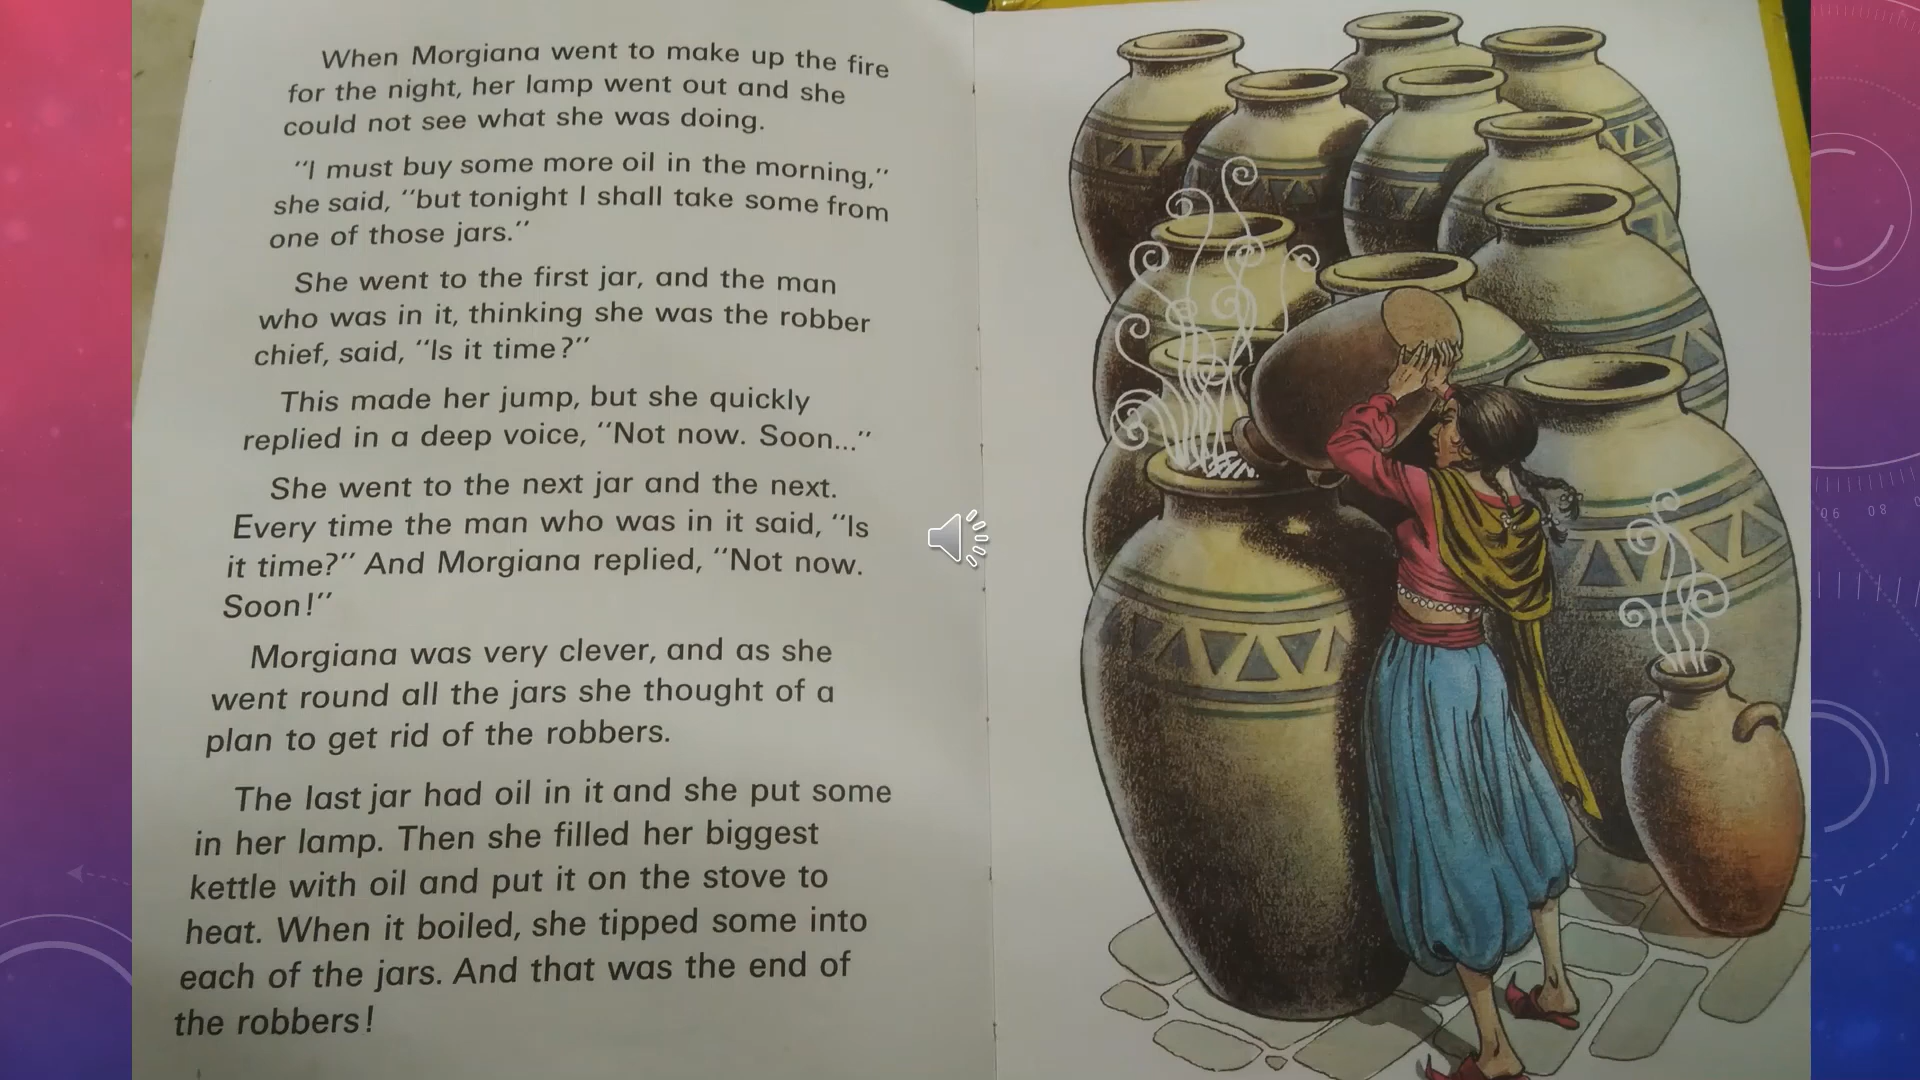 When Morgiana went to make up the fire
for the night, her lamp went out and she
could not see what she was doing.
"I must buy some more oil in the morning,"
she said, "but tonight I shall take some from
one of those jars."
She went to the first jar, and the man
who was in it, thinking she was the robber
chief, said, "Is it time?"
This made her jump, but she quickly
replied in a deep voice, "Not now. Soon..."
She went to the next jar and the next.
Every time the man who was in it said, "Is
it time?" And Morgiana replied, "Not now.
Soon!"
Morgiana was very clever, and as she
went round all the jars she thought of a
plan to get rid of the robbers.
The last jar had oil in it and she put some
in her lamp. Then she filled her biggest
kettle with oil and put it on the stove to
heat. When it boiled, she tipped some into
each of the jars. And that was the end of
the robbers!
06 08